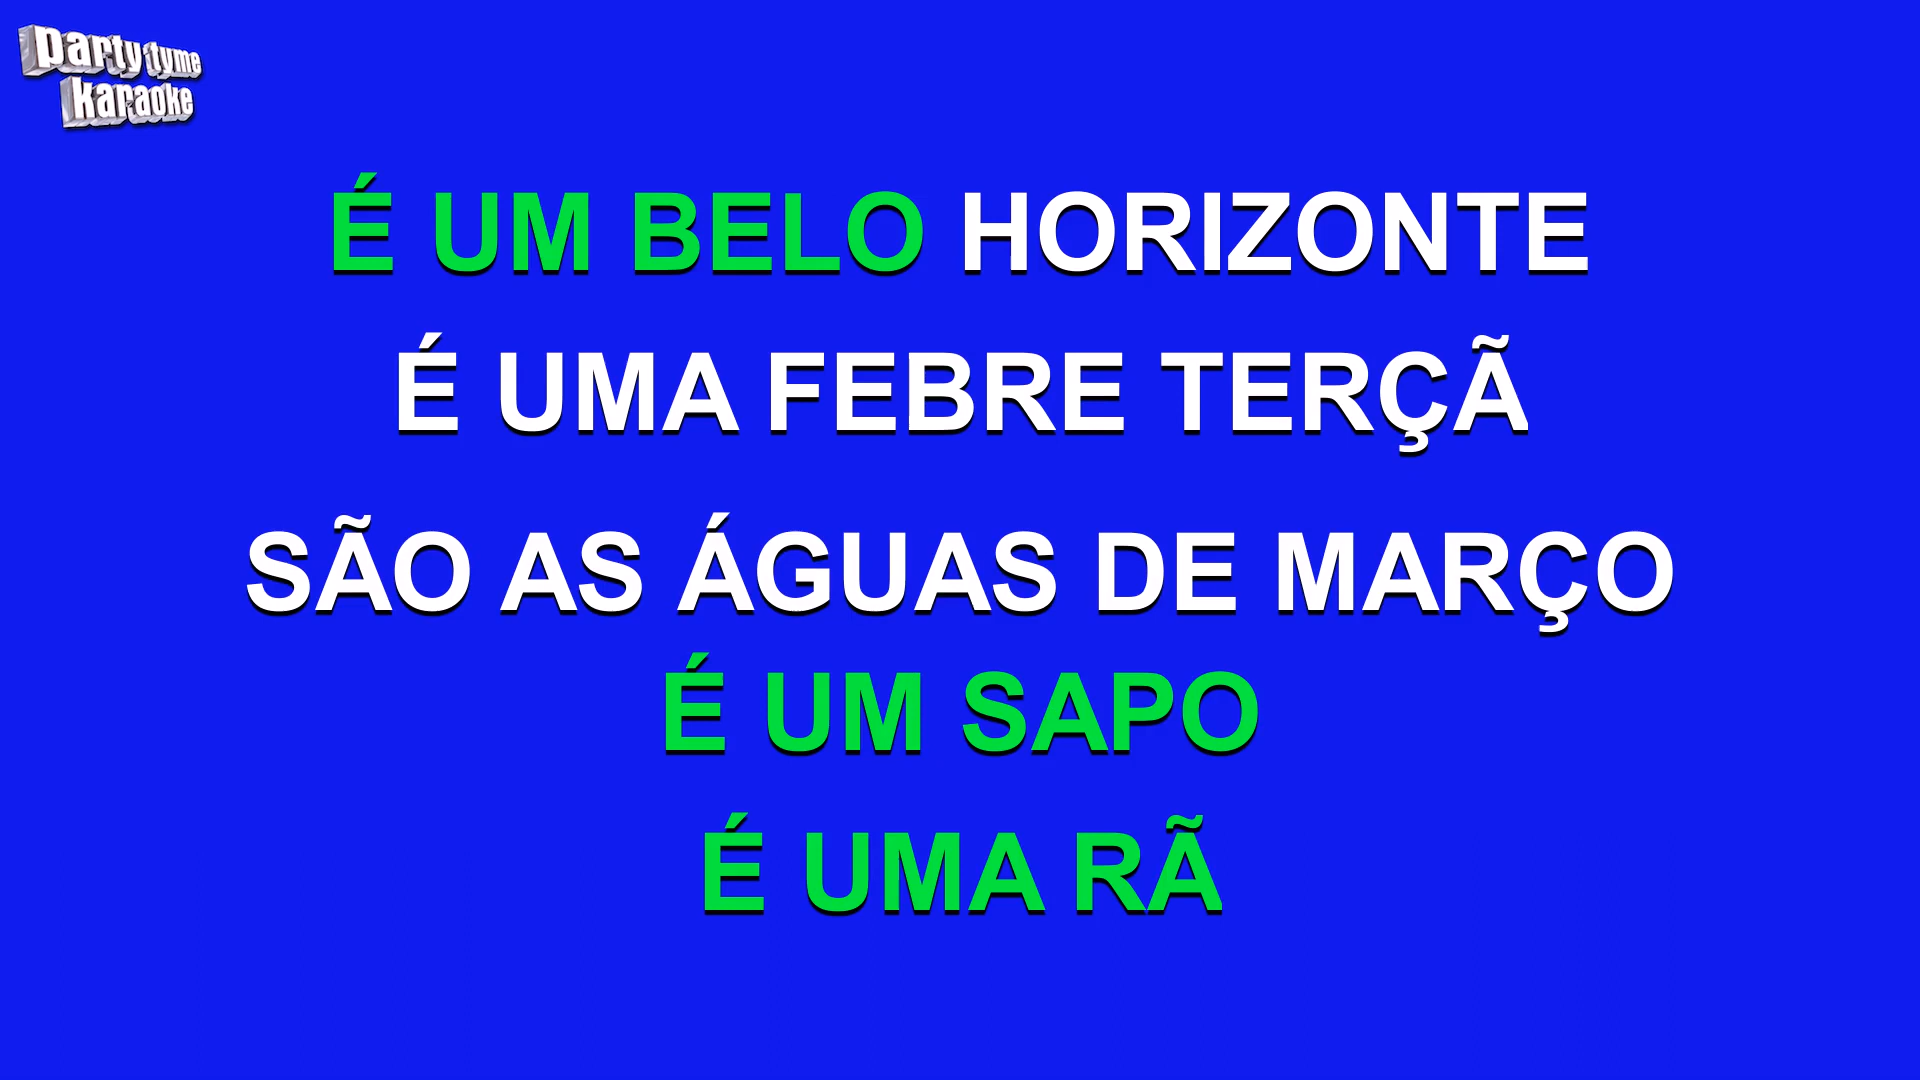 party tyme
karaoke
É UM BELO HORIZONTE
É UMA FEBRE TERÇÃ
SÃO AS ÁGUAS DE MARÇO
É UM SAPO
É UMA RÃ